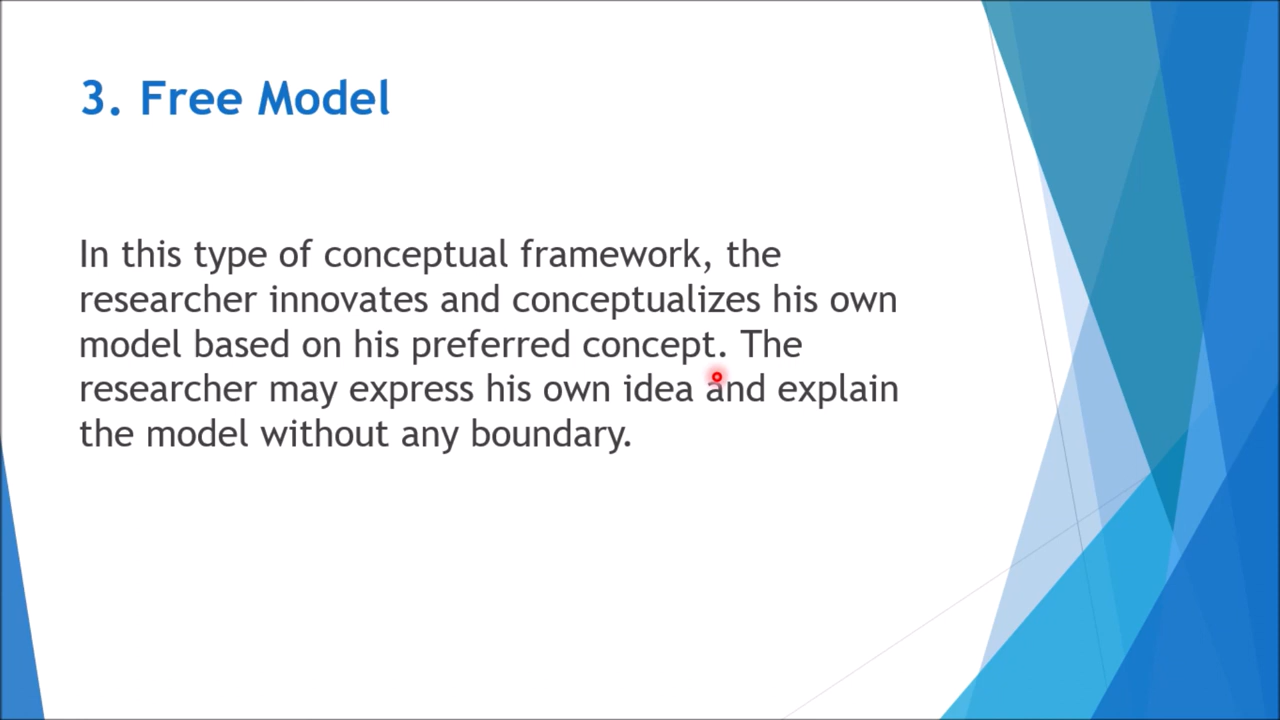 3. Free Model
In this type of conceptual framework, the
researcher innovates and conceptualizes his own
model based on his preferred concept. The
researcher may express his own idea and explain
the model without any boundary.